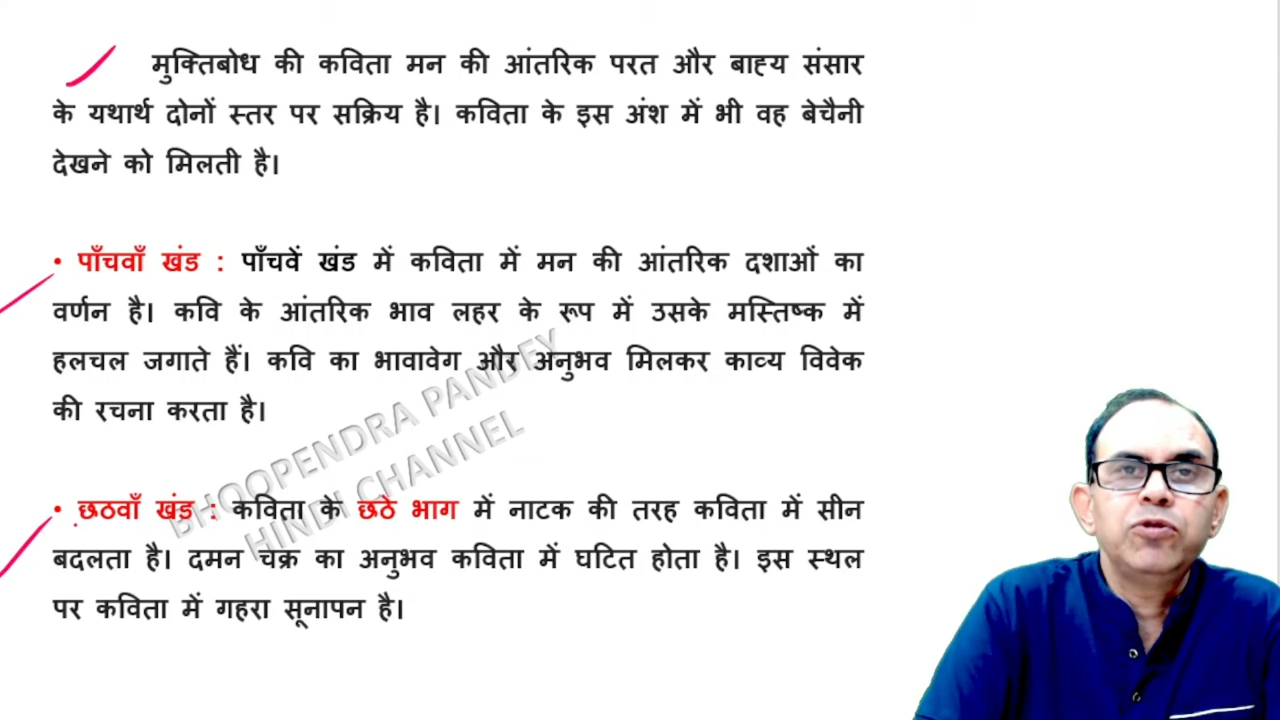 मुक्तिबोध की कविता मन की आंतरिक परत और बाह्य संसार
के यथार्थ दोनों स्तर पर सक्रिय है। कविता के इस अंश में भी वह बेचैनी
देखने को मिलती है।
• पाँचवाँ खंड : पाँचवें खंड में कविता में मन की आंतरिक दशाओं का
वर्णन है। कवि के आंतरिक भाव लहर के रूप में उसके मस्तिष्क में
हलचल जगाते हैं। कवि का भावावेग और अनुभव मिलकर काव्य विवेक
की रचना करता है।
• छठवाँ खंड : कविता के छठे भाग में नाटक की तरह कविता में सीन
बदलता है। दमन चक्र का अनुभव कविता में घटित होता है। इस स्थल
पर कविता में गहरा सूनापन है।
BHOOPENDRA PANDEY
HINDI CHANNEL